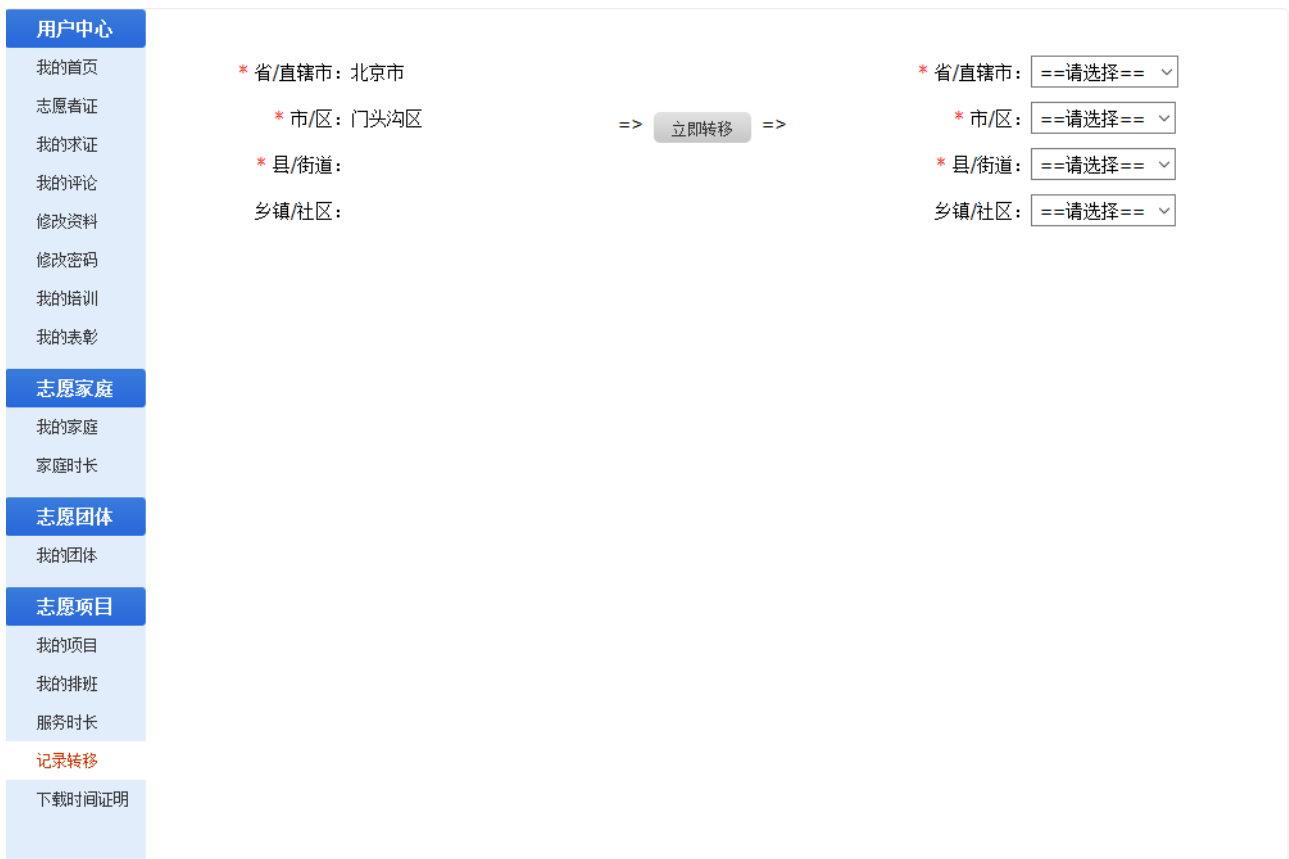 用户中心
我的首页
志愿者证
我的求证
我的评论
修改资料
修改密码
我的培训
我的表彰
志愿家庭
我的家庭
家庭时长
志愿团体
我的团体
志愿项目
我的项目
我的排班
服务时长
记录转移
下载时间证明
* 省/直辖市：北京市
* 市/区：门头沟区
* 县/街道：
乡镇/社区：
=> 立即转移 =>
* 省/直辖市： ==请选择==
* 市/区： ==请选择==
* 县/街道： ==请选择==
乡镇/社区： ==请选择==